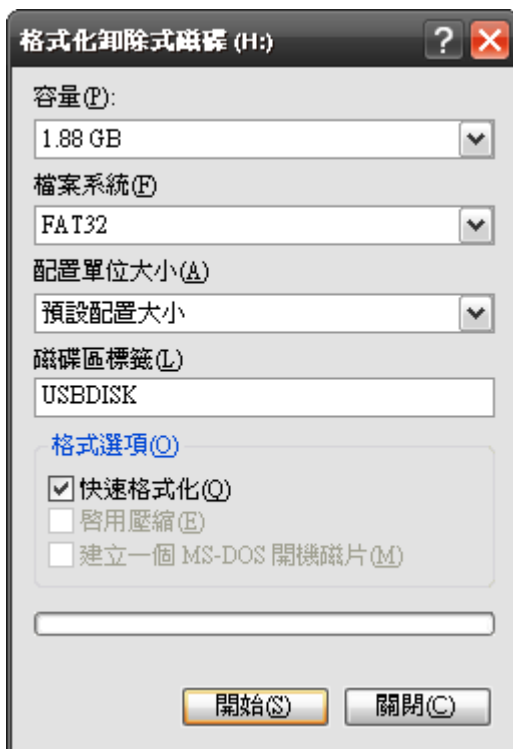 格式化卸除式磁碟 (H:)
容量(P):
1.88 GB
檔案系統(F)
FAT32
配置單位大小(A)
預設配置大小
磁碟區標籤(L)
USBDISK
格式選項(O)
快速格式化(Q)
啓用壓縮(E)
建立一個 MS-DOS 開機磁片(M)
開始(S)
關閉(C)